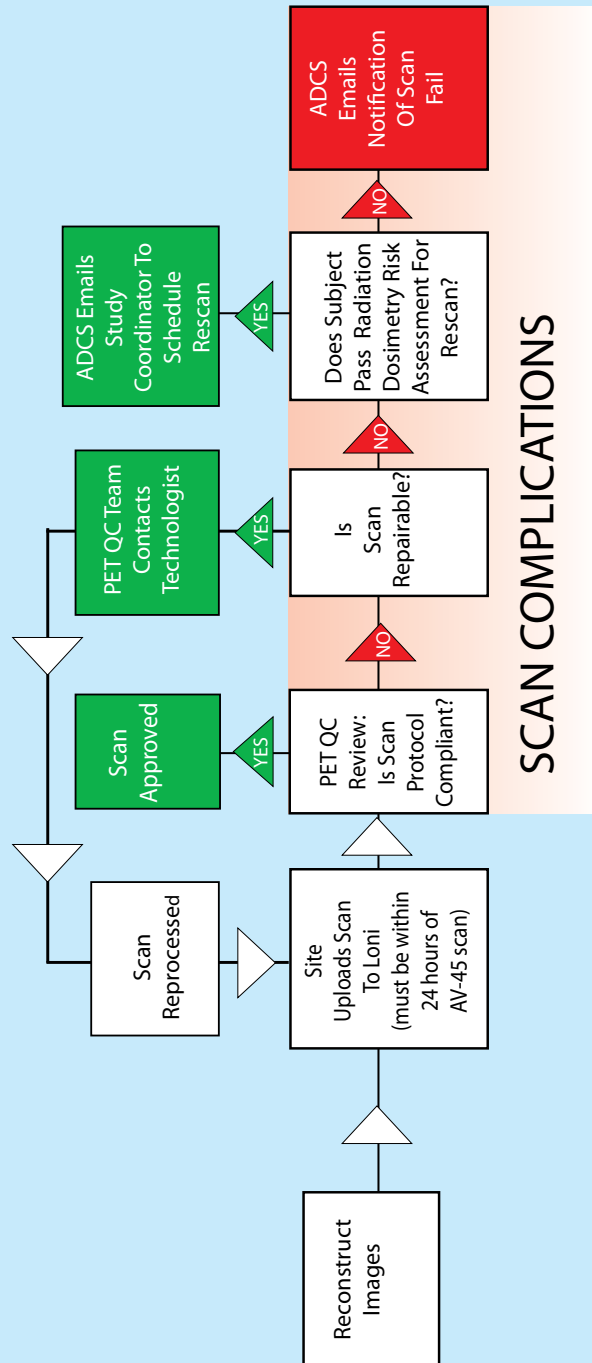 Reconstruct
Images
Site
Uploads Scan
To Loni
(must be within
24 hours of
AV-45 scan)
Scan
Reprocessed
PET QC
Review:
Is Scan
Protocol
Compliant?
YES
Scan
Approved
NO
Is
Scan
Repairable?
YES
PET QC Team
Contacts
Technologist
NO
Does Subject
Pass Radiation
Dosimetry Risk
Assessment For
Rescan?
YES
ADCS Emails
Study
Coordinator To
Schedule
Rescan
NO
ADCS
Emails
Notification
Of Scan
Fail
SCAN COMPLICATIONS